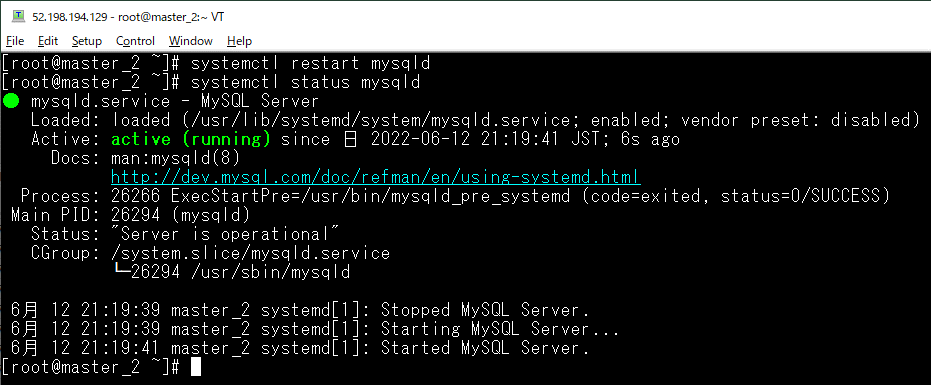 52.198.194.129 - root@master_2:~ VT
File Edit Setup Control Window Help
[root@master_2 ~]# systemctl restart mysqld
[root@master_2 ~]# systemctl status mysqld
● mysqld.service - MySQL Server
Loaded: loaded (/usr/lib/systemd/system/mysqld.service; enabled; vendor preset: disabled)
Active: active (running) since 日 2022-06-12 21:19:41 JST; 6s ago
Docs: man:mysqld(8)
http://dev.mysql.com/doc/refman/en/using-systemd.html
Process: 26266 ExecStartPre=/usr/bin/mysqld_pre_systemd (code=exited, status=0/SUCCESS)
Main PID: 26294 (mysqld)
Status: "Server is operational"
CGroup: /system.slice/mysqld.service
└─26294 /usr/sbin/mysqld
6月 12 21:19:39 master_2 systemd[1]: Stopped MySQL Server.
6月 12 21:19:39 master_2 systemd[1]: Starting MySQL Server...
6月 12 21:19:41 master_2 systemd[1]: Started MySQL Server.
[root@master_2 ~]#